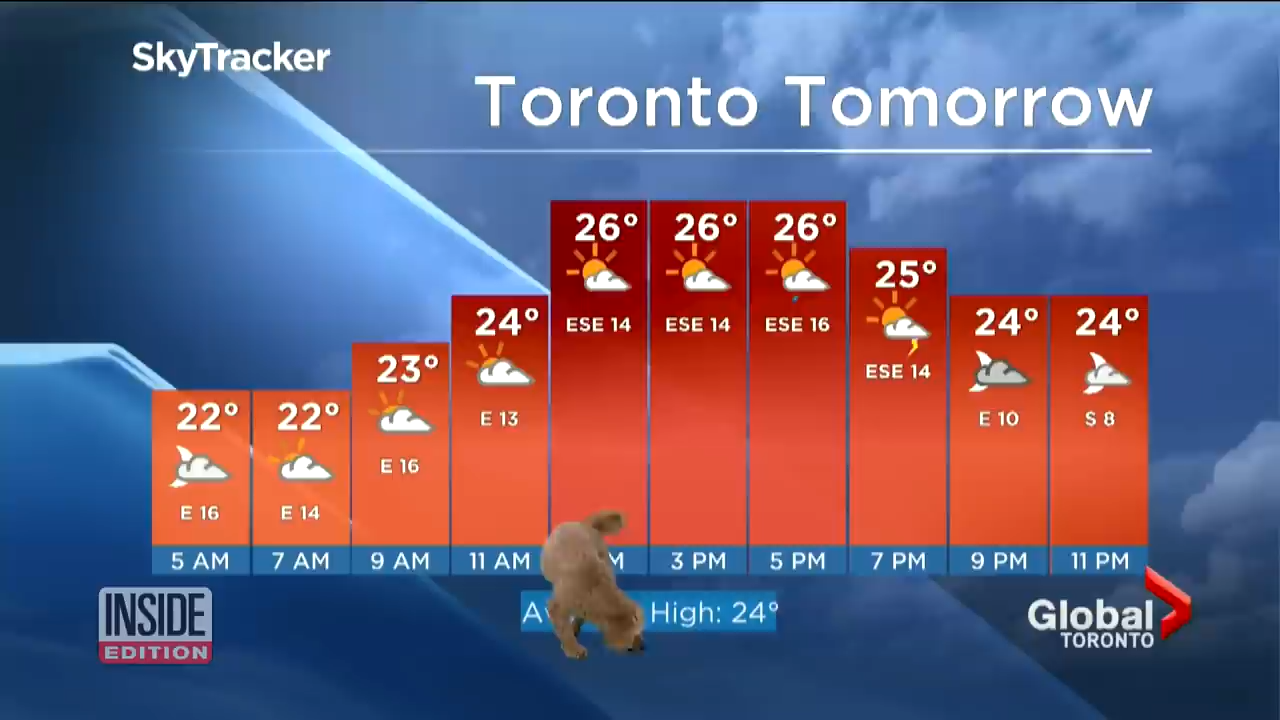 SkyTracker
Toronto Tomorrow
22° 22° 23° 24° 26° 26° 26° 25° 24° 24°
E 16 E 14 E 16 E 13 ESE 14 ESE 14 ESE 16 ESE 14 E 10 S 8
5 AM 7 AM 9 AM 11 AM 3 PM 5 PM 7 PM 9 PM 11 PM
High: 24°
INSIDE
EDITION
Global
TORONTO